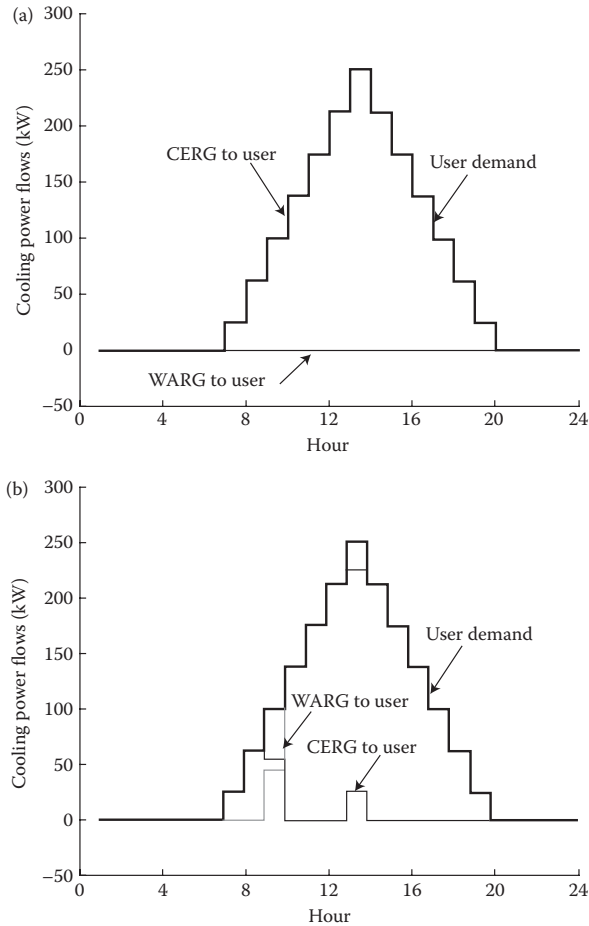 (a)
300
250
200
150
100
50
0
−50
Cooling power flows (kW)
CERG to user
User demand
WARG to user
0 4 8 12 16 20 24
Hour
(b)
300
250
200
150
100
50
0
−50
Cooling power flows (kW)
User demand
WARG to user
CERG to user
0 4 8 12 16 20 24
Hour